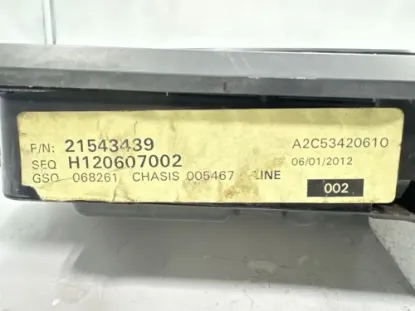 P/N: 21543439 A2C53420610
SEQ H120607002 06/01/2012
GSO 068261 CHASIS 005467 LINE 002